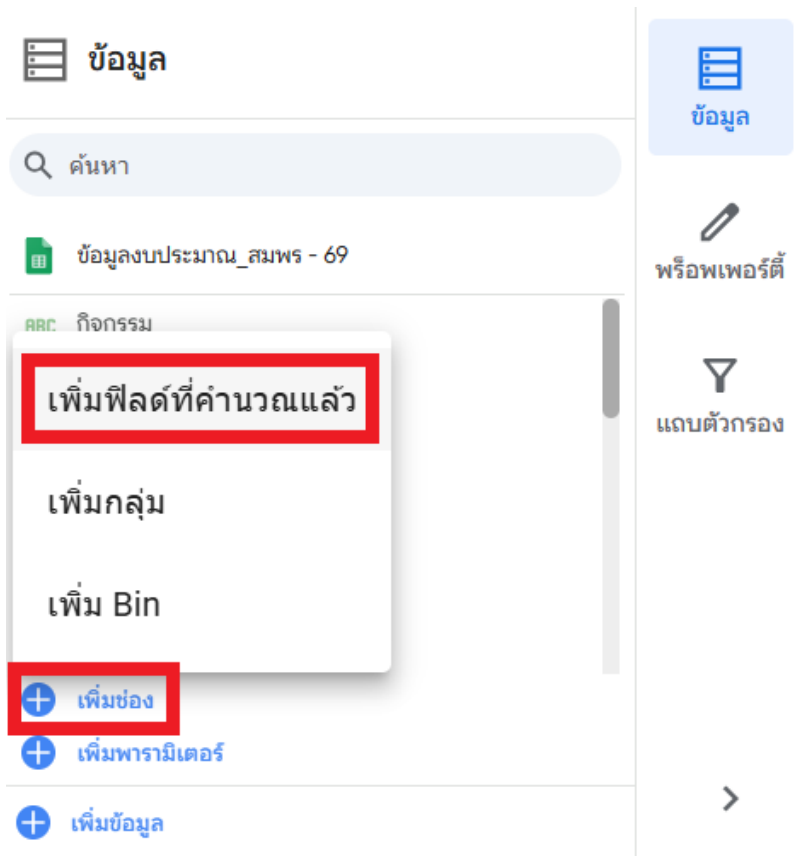 ข้อมูล
ค้นหา
ข้อมูลงบประมาณ_สมพร - 69
ABC กิจกรรม
เพิ่มฟิลด์ที่คำนวณแล้ว
เพิ่มกลุ่ม
เพิ่ม Bin
เพิ่มช่อง
เพิ่มพารามิเตอร์
เพิ่มข้อมูล
ข้อมูล
พร็อพเพอร์ตี้
แถบตัวกรอง